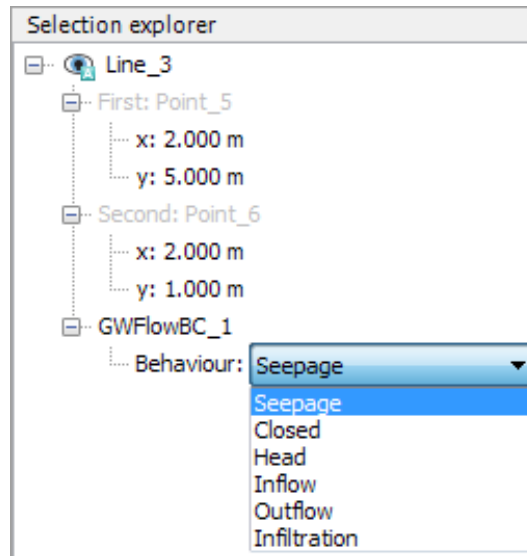 Selection explorer
Line_3
First: Point_5
x: 2.000 m
y: 5.000 m
Second: Point_6
x: 2.000 m
y: 1.000 m
GWFlowBC_1
Behaviour: Seepage
Seepage
Closed
Head
Inflow
Outflow
Infiltration